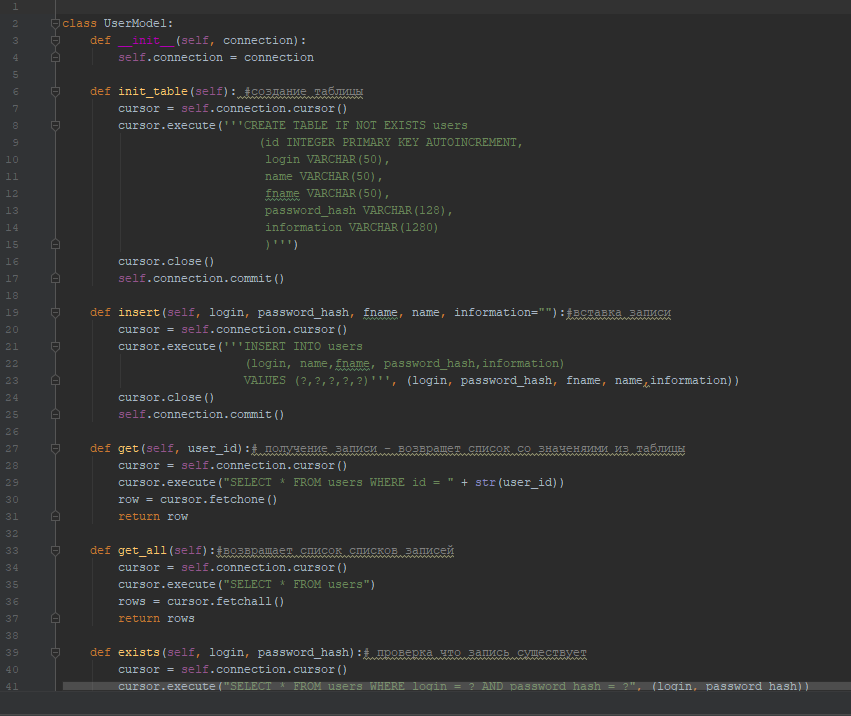 1
2 class UserModel:
3 def __init__(self, connection):
4 self.connection = connection
5
6 def init_table(self): #создание таблицы
7 cursor = self.connection.cursor()
8 cursor.execute('''CREATE TABLE IF NOT EXISTS users
9 (id INTEGER PRIMARY KEY AUTOINCREMENT,
10 login VARCHAR(50),
11 name VARCHAR(50),
12 fname VARCHAR(50),
13 password_hash VARCHAR(128),
14 information VARCHAR(1280)
15 )''')
16 cursor.close()
17 self.connection.commit()
18
19 def insert(self, login, password_hash, fname, name, information=""):#вставка записи
20 cursor = self.connection.cursor()
21 cursor.execute('''INSERT INTO users
22 (login, name,fname, password_hash,information)
23 VALUES (?,?,?,?,?)''', (login, password_hash, fname, name,information))
24 cursor.close()
25 self.connection.commit()
26
27 def get(self, user_id):# получение записи - возвращет список со значеняими из таблицы
28 cursor = self.connection.cursor()
29 cursor.execute("SELECT * FROM users WHERE id = " + str(user_id))
30 row = cursor.fetchone()
31 return row
32
33 def get_all(self):#возвращает список списков записей
34 cursor = self.connection.cursor()
35 cursor.execute("SELECT * FROM users")
36 rows = cursor.fetchall()
37 return rows
38
39 def exists(self, login, password_hash):# проверка что запись существует
40 cursor = self.connection.cursor()
41 cursor.execute("SELECT * FROM users WHERE login = ? AND password_hash = ?", (login, password_hash))